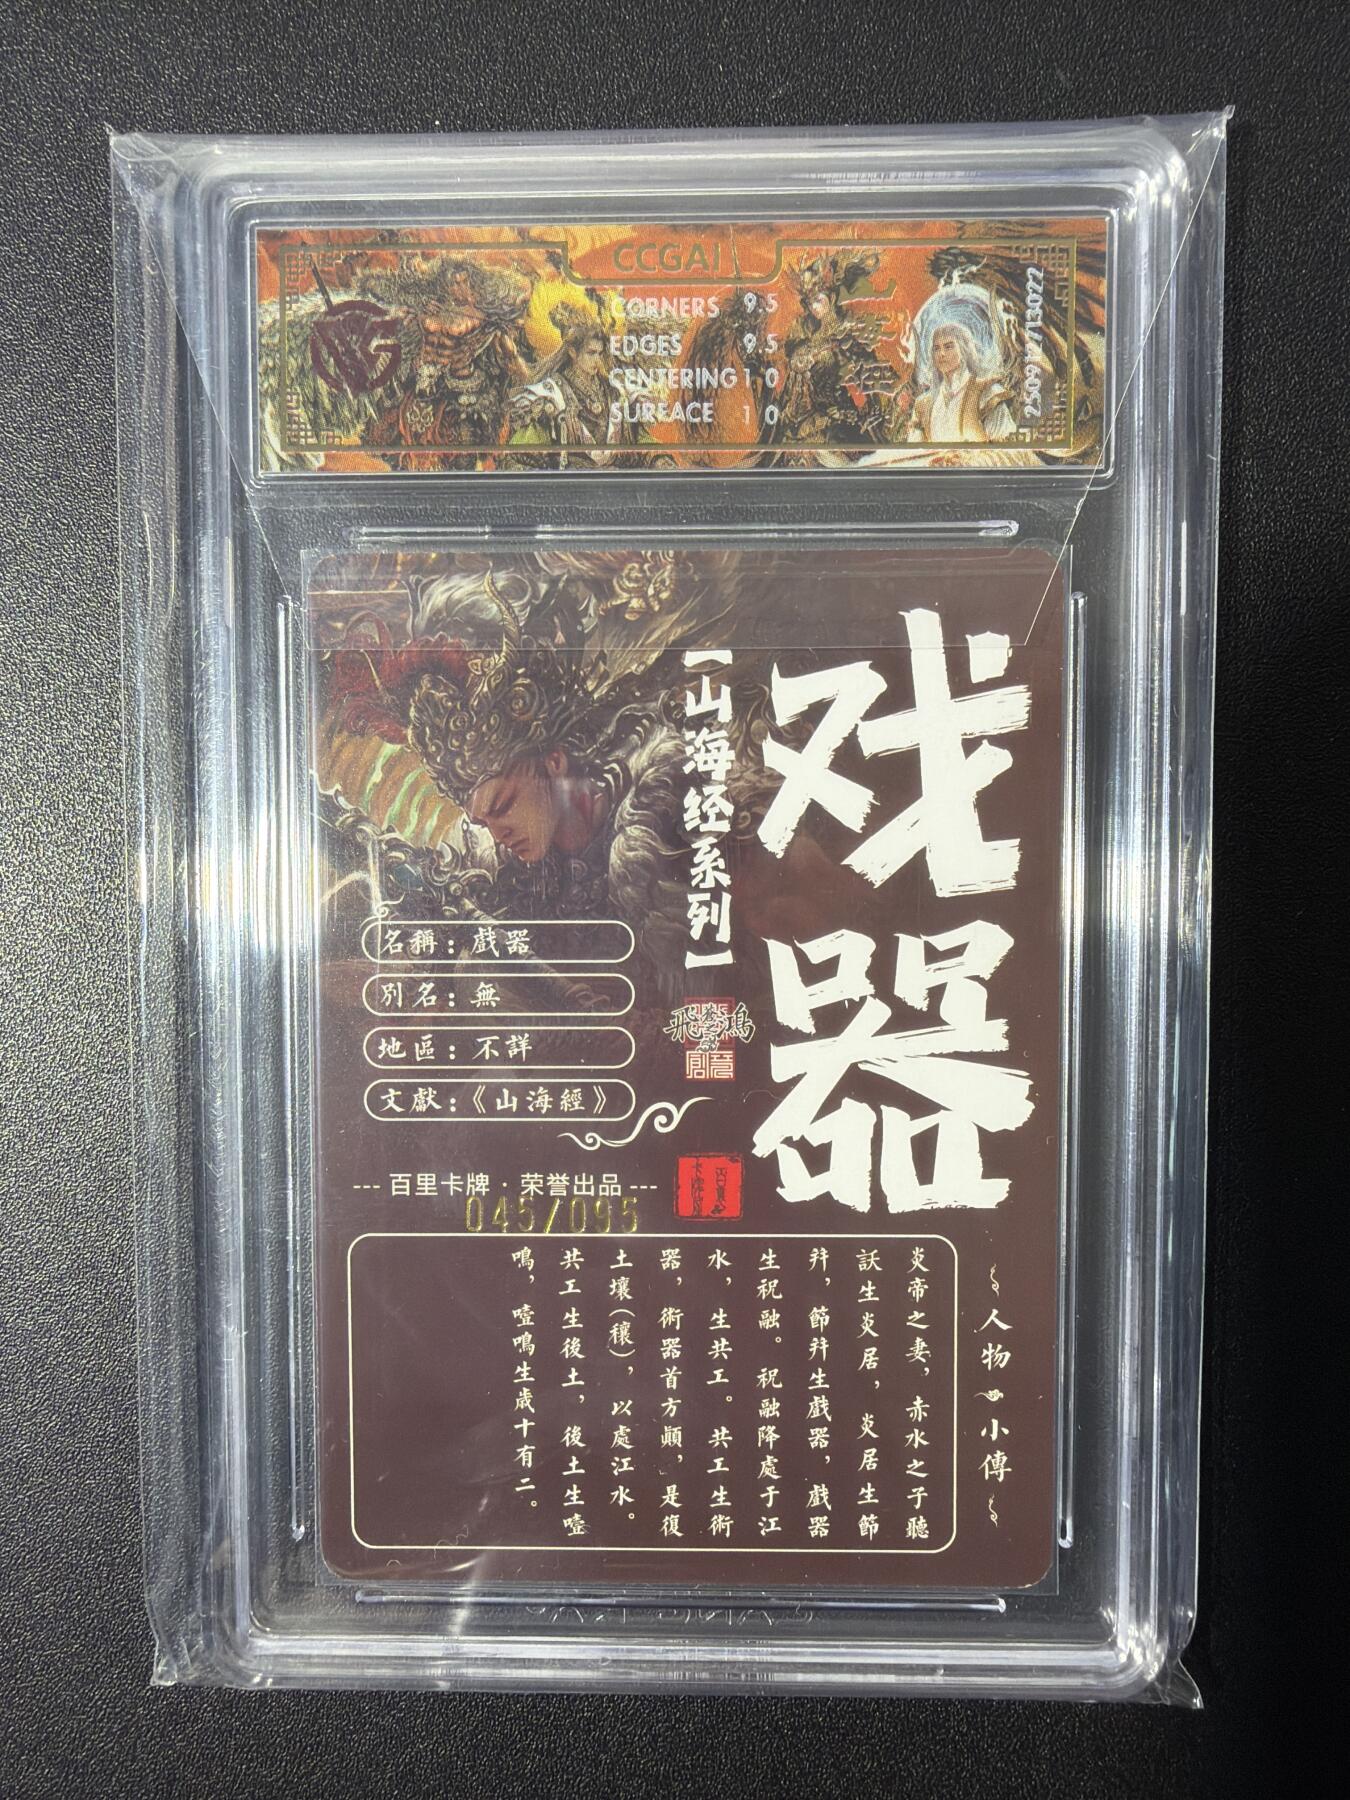 CCGAI
CORNERS 9.5
EDGES 9.5
CENTERING 10
SURFACE 10
戏器
【山海经系列】
名稱：戲器
別名：無
地區：不詳
文獻：《山海經》
飛鴻
--- 百里卡牌 · 荣誉出品 ---
045/095
人物小傳
炎帝之妻，赤水之子聽
訞生炎居，炎居生節
並，節並生戲器，戲器
生祝融。祝融降處于江
水，生共工。共工生術
器，術器首方顛，是復
土壤（穰），以處江水。
共工生後土，後土生噎
鳴，噎鳴生歲十有二。